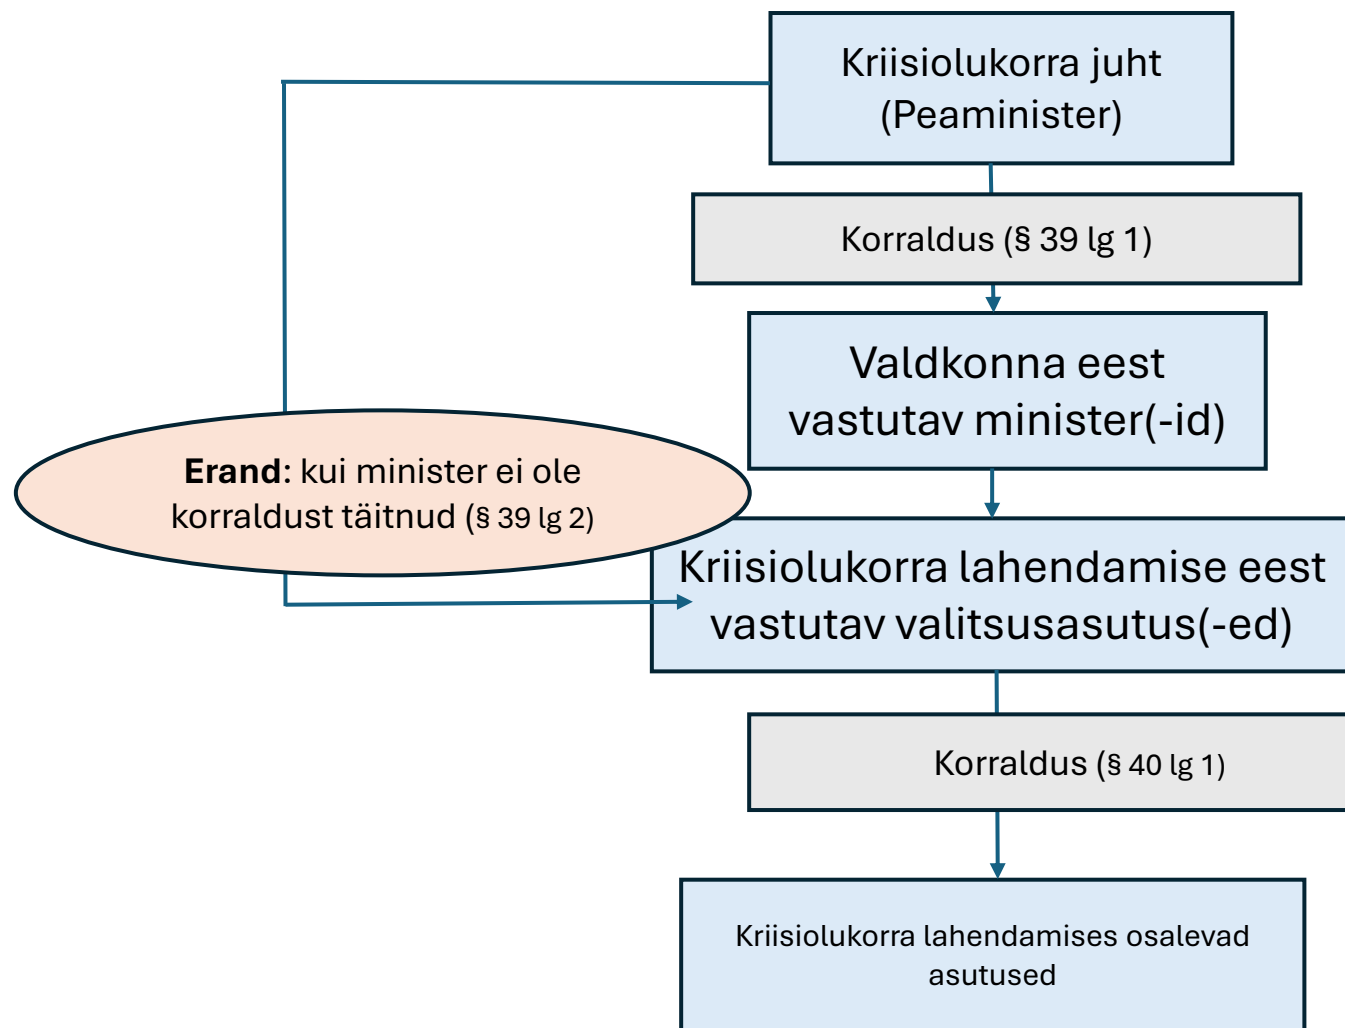 Kriisiolukorra juht
(Peaminister)
Korraldus (§ 39 lg 1)
Valdkonna eest
vastutav minister(-id)
Erand: kui minister ei ole
korraldust täitnud (§ 39 lg 2)
Kriisiolukorra lahendamise eest
vastutav valitsusasutus(-ed)
Korraldus (§ 40 lg 1)
Kriisiolukorra lahendamises osalevad
asutused